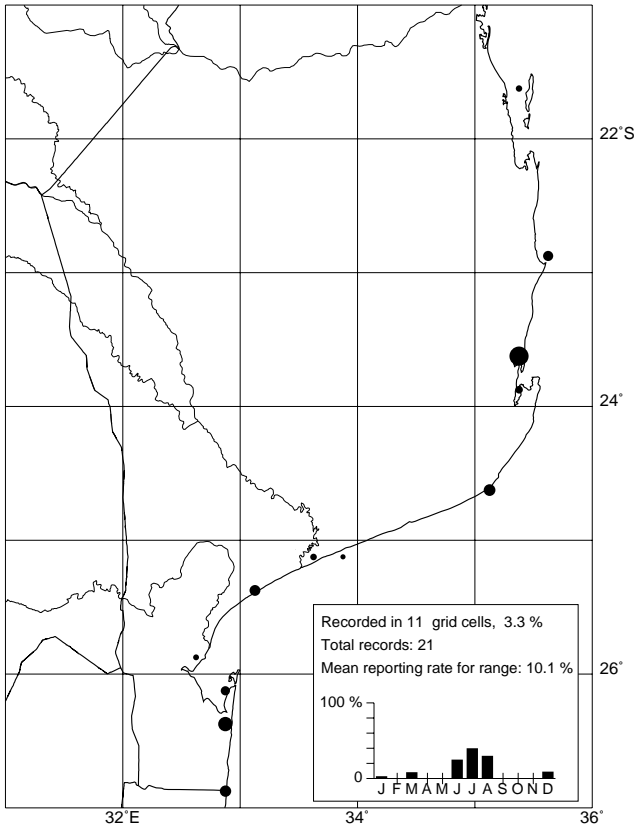 22°S
24°
26°
Recorded in 11 grid cells, 3.3 %
Total records: 21
Mean reporting rate for range: 10.1 %
100 %
0
J F M A M J J A S O N D
32°E 34° 36°